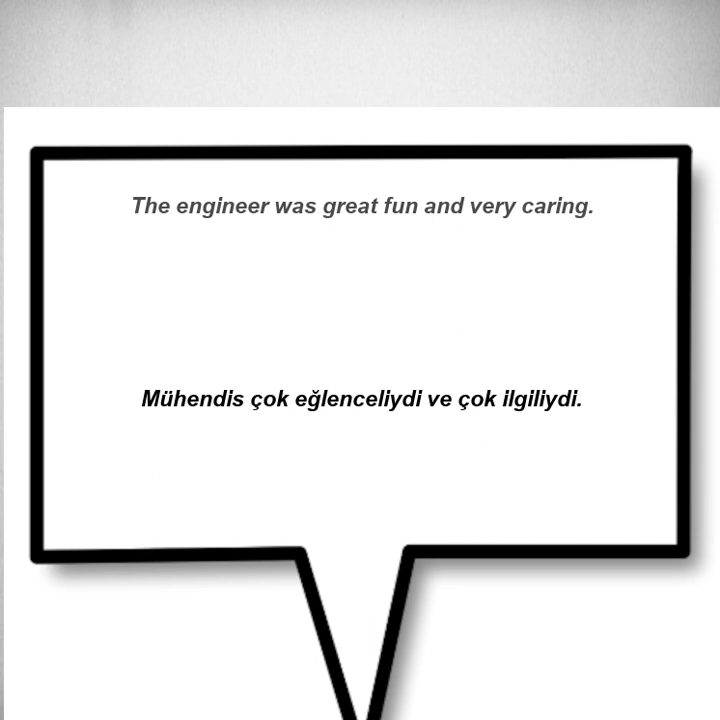 The engineer was great fun and very caring.
Mühendis çok eğlenceliydi ve çok ilgiliydi.